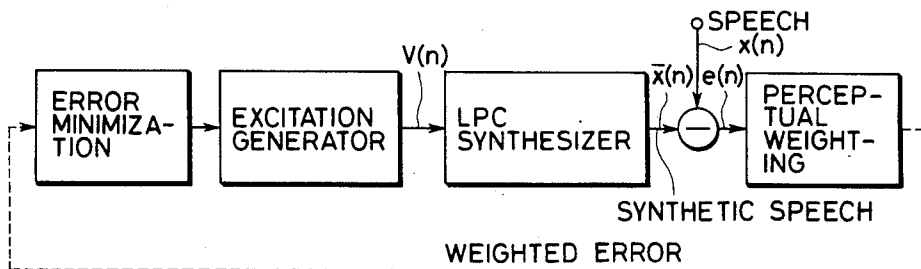 SPEECH
x(n)
V(n)
x̄(n)
e(n)
ERROR
MINIMIZA-
TION
EXCITATION
GENERATOR
LPC
SYNTHESIZER
—
PERCEP-
TUAL
WEIGHT-
ING
SYNTHETIC SPEECH
WEIGHTED ERROR